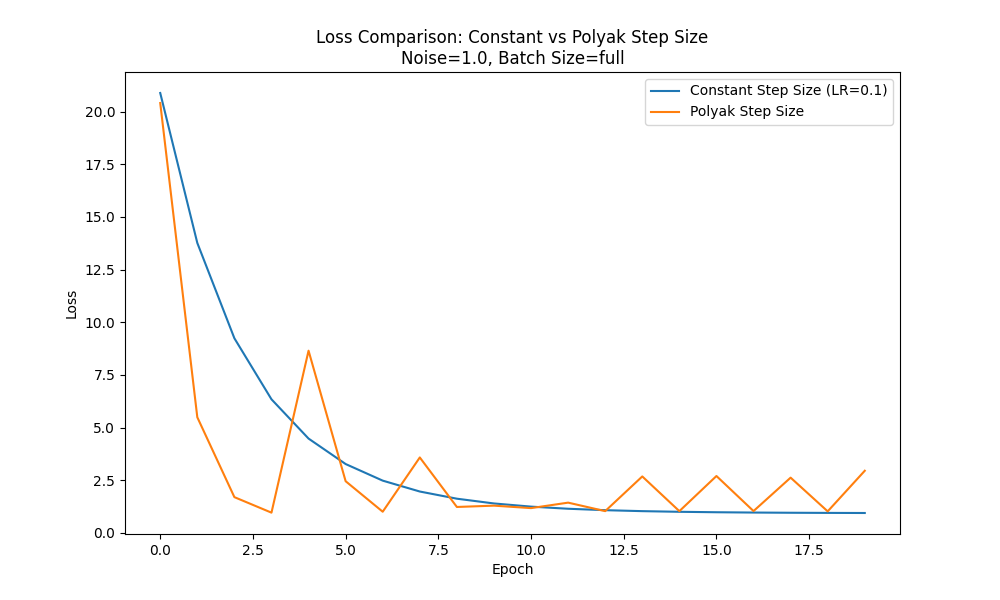 Loss Comparison: Constant vs Polyak Step Size
Noise=1.0, Batch Size=full
Constant Step Size (LR=0.1)
Polyak Step Size
Loss
20.0
17.5
15.0
12.5
10.0
7.5
5.0
2.5
0.0
0.0 2.5 5.0 7.5 10.0 12.5 15.0 17.5
Epoch